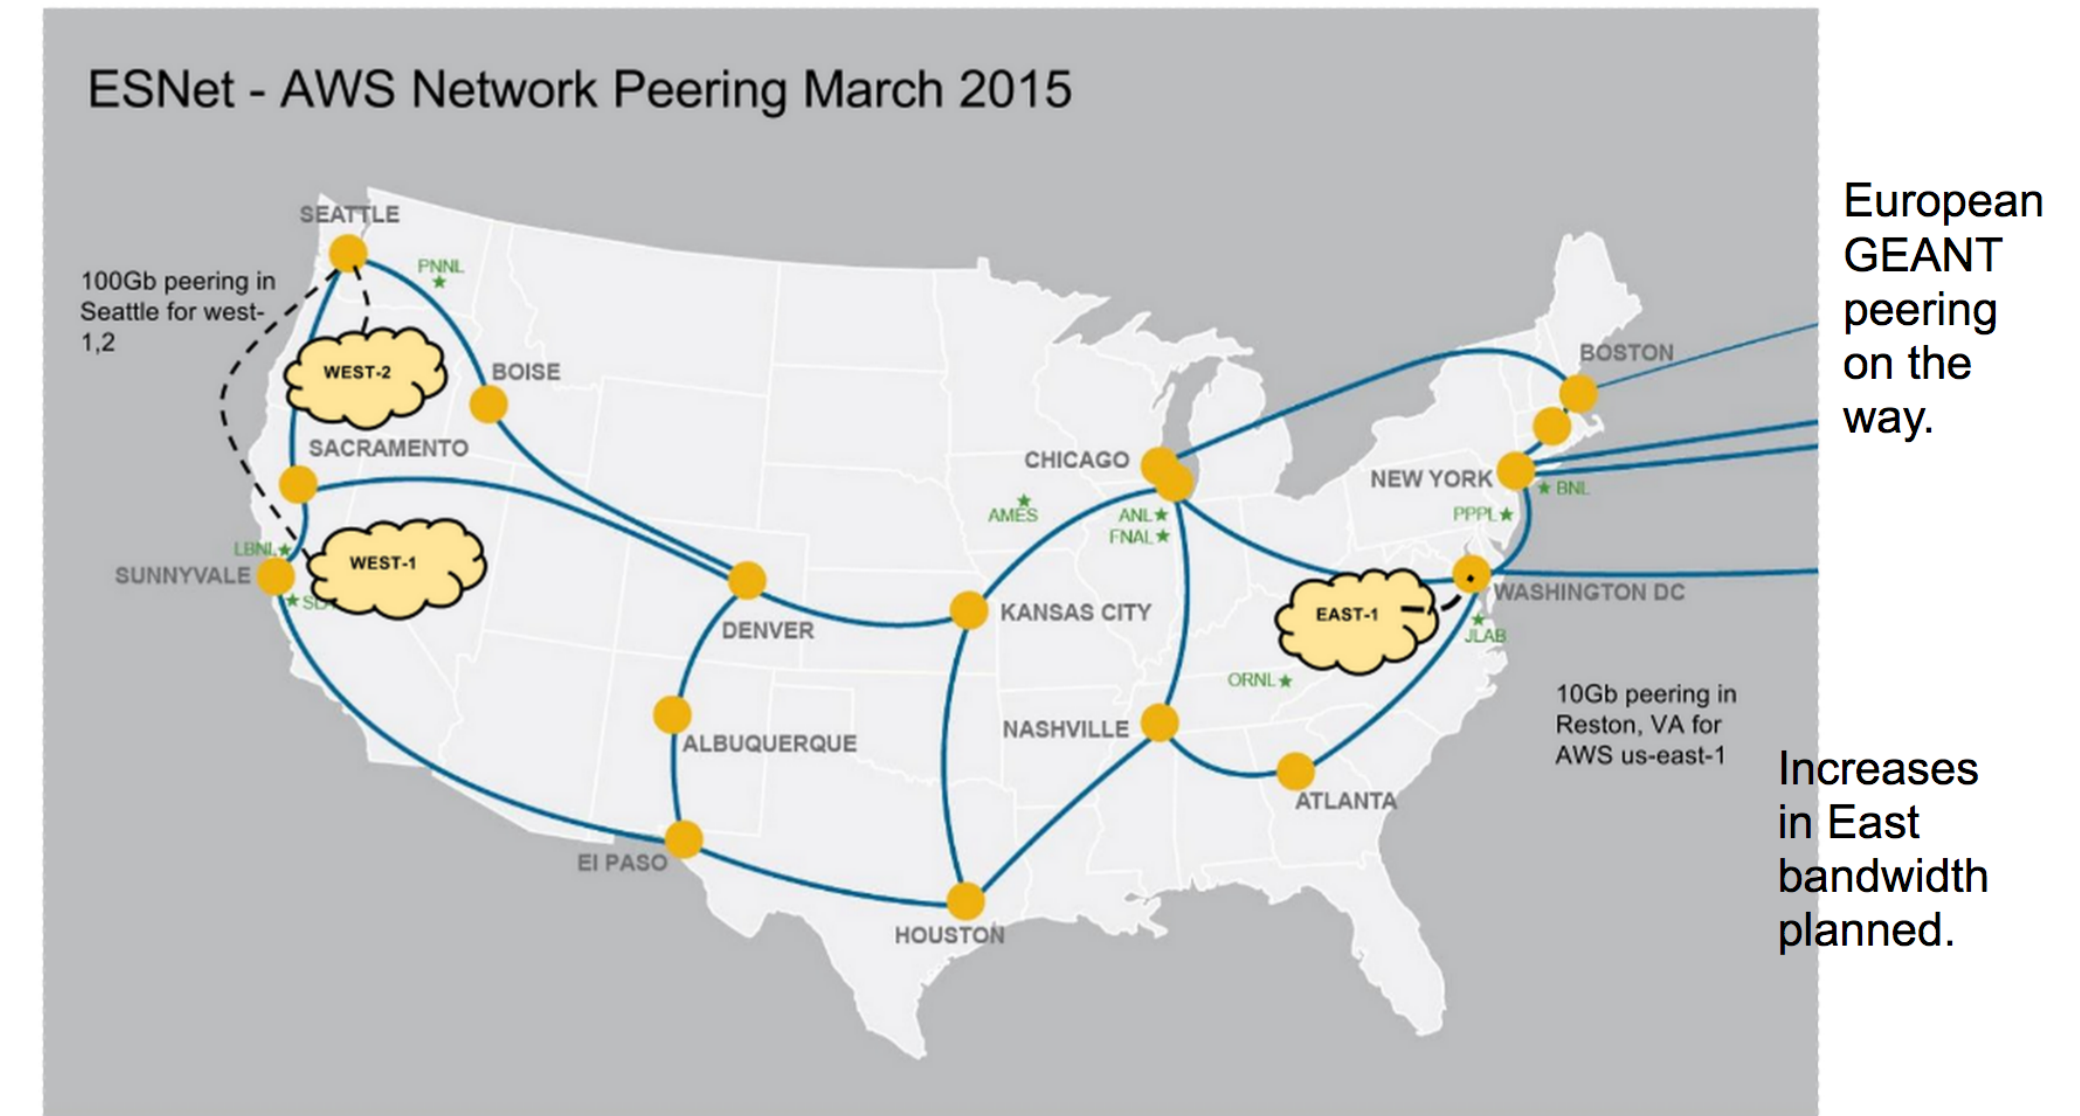 ESNet - AWS Network Peering March 2015
European
GEANT
peering
on the
way.
SEATTLE
PNNL
100Gb peering in
Seattle for west-
1,2
WEST-2
BOISE
BOSTON
SACRAMENTO
CHICAGO
NEW YORK
BNL
AMES
ANL
PPPL
FNAL
LBNL
WEST-1
SUNNYVALE
WASHINGTON DC
KANSAS CITY
EAST-1
DENVER
JLAB
ORNL
10Gb peering in
Reston, VA for
AWS us-east-1
NASHVILLE
ALBUQUERQUE
Increases
in East
bandwidth
planned.
ATLANTA
El PASO
HOUSTON